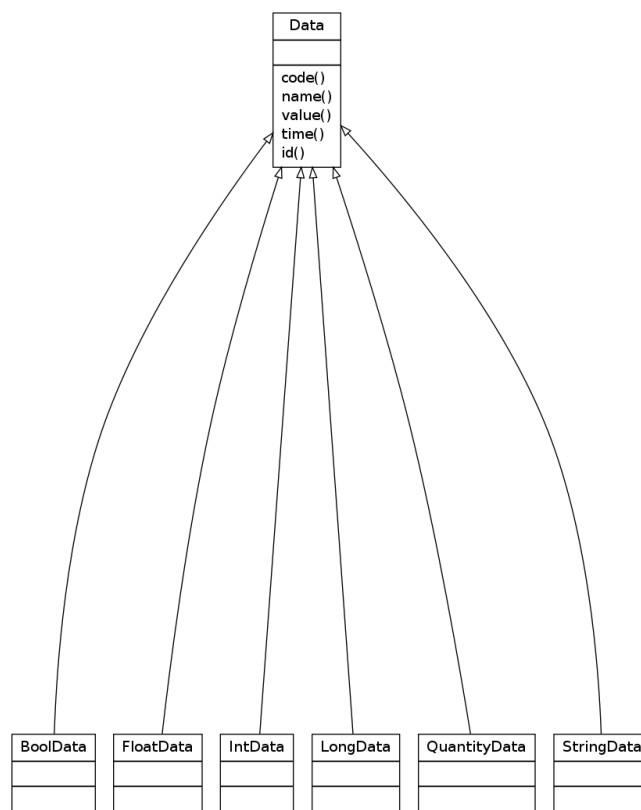 Data
code()
name()
value()
time()
id()
BoolData
FloatData
IntData
LongData
QuantityData
StringData